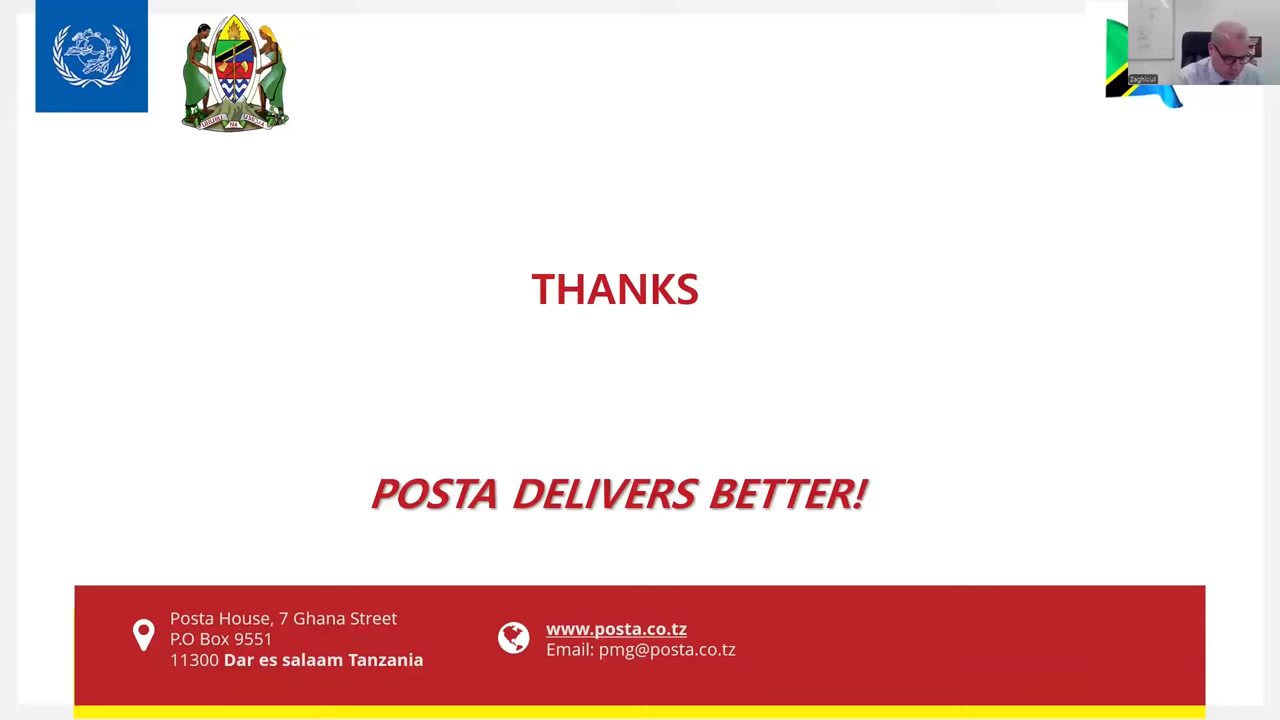 Zaghlouli
THANKS
POSTA DELIVERS BETTER!
Posta House, 7 Ghana Street
P.O Box 9551
11300 Dar es salaam Tanzania
www.posta.co.tz
Email: pmg@posta.co.tz